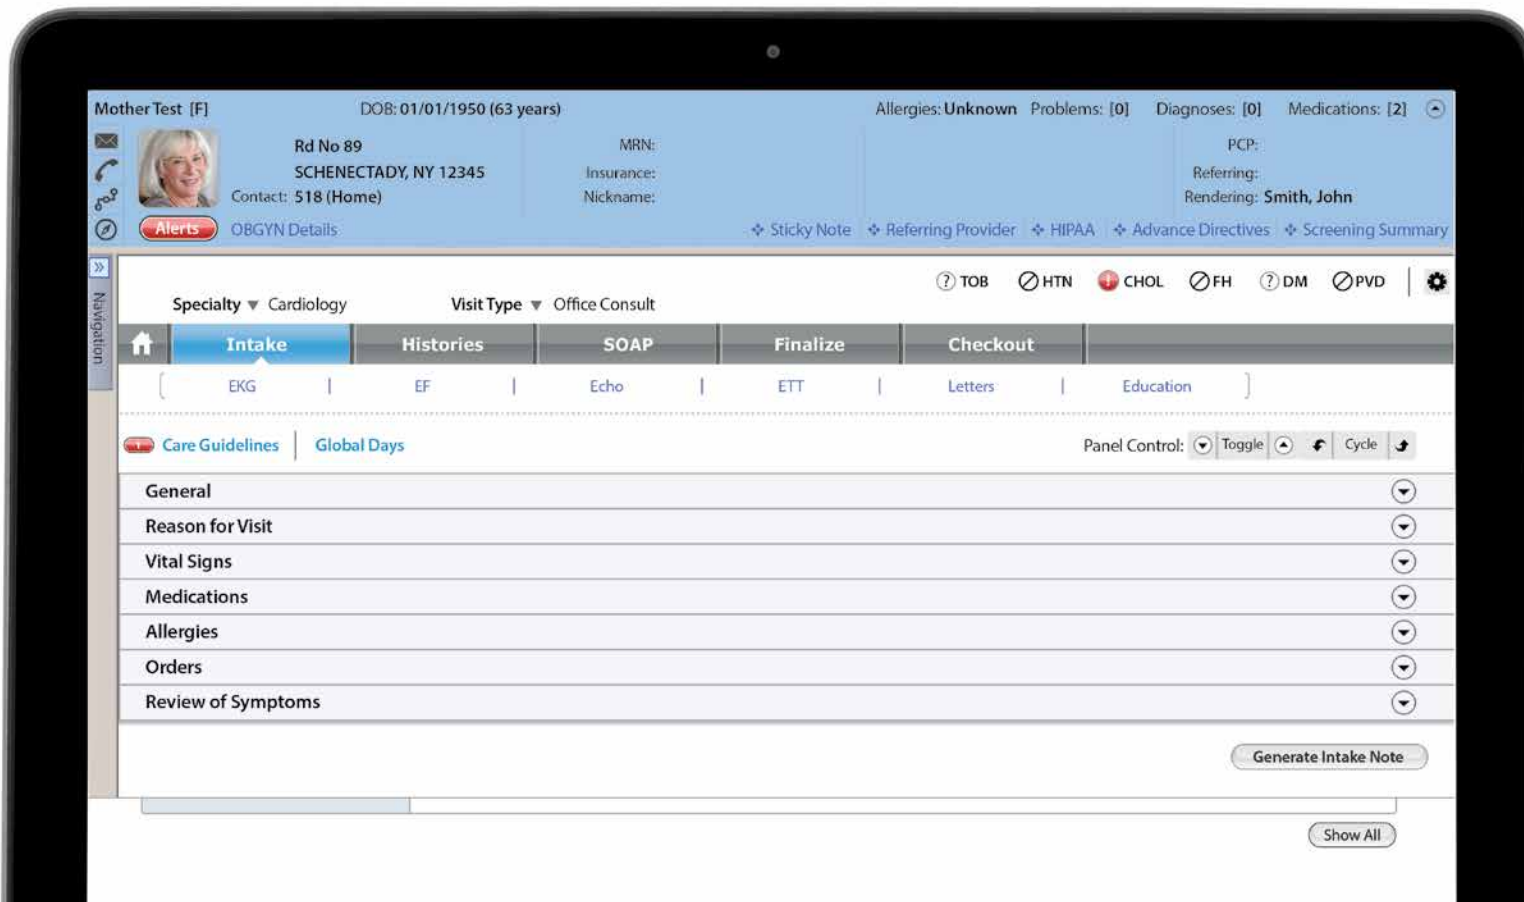 Mother Test [F] DOB: 01/01/1950 (63 years) Allergies: Unknown Problems: [0] Diagnoses: [0] Medications: [2]
Rd No 89 MRN: PCP:
SCHENECTADY, NY 12345 Insurance: Referring:
Contact: 518 (Home) Nickname: Rendering: Smith, John
Alerts OBGYN Details Sticky Note Referring Provider HIPAA Advance Directives Screening Summary
Navigation
? TOB HTN ! CHOL FH ? DM PVD
Specialty Cardiology Visit Type Office Consult
Intake Histories SOAP Finalize Checkout
EKG | EF | Echo | ETT | Letters | Education
! Care Guidelines Global Days Panel Control: Toggle Cycle
General
Reason for Visit
Vital Signs
Medications
Allergies
Orders
Review of Symptoms
Generate Intake Note
Show All